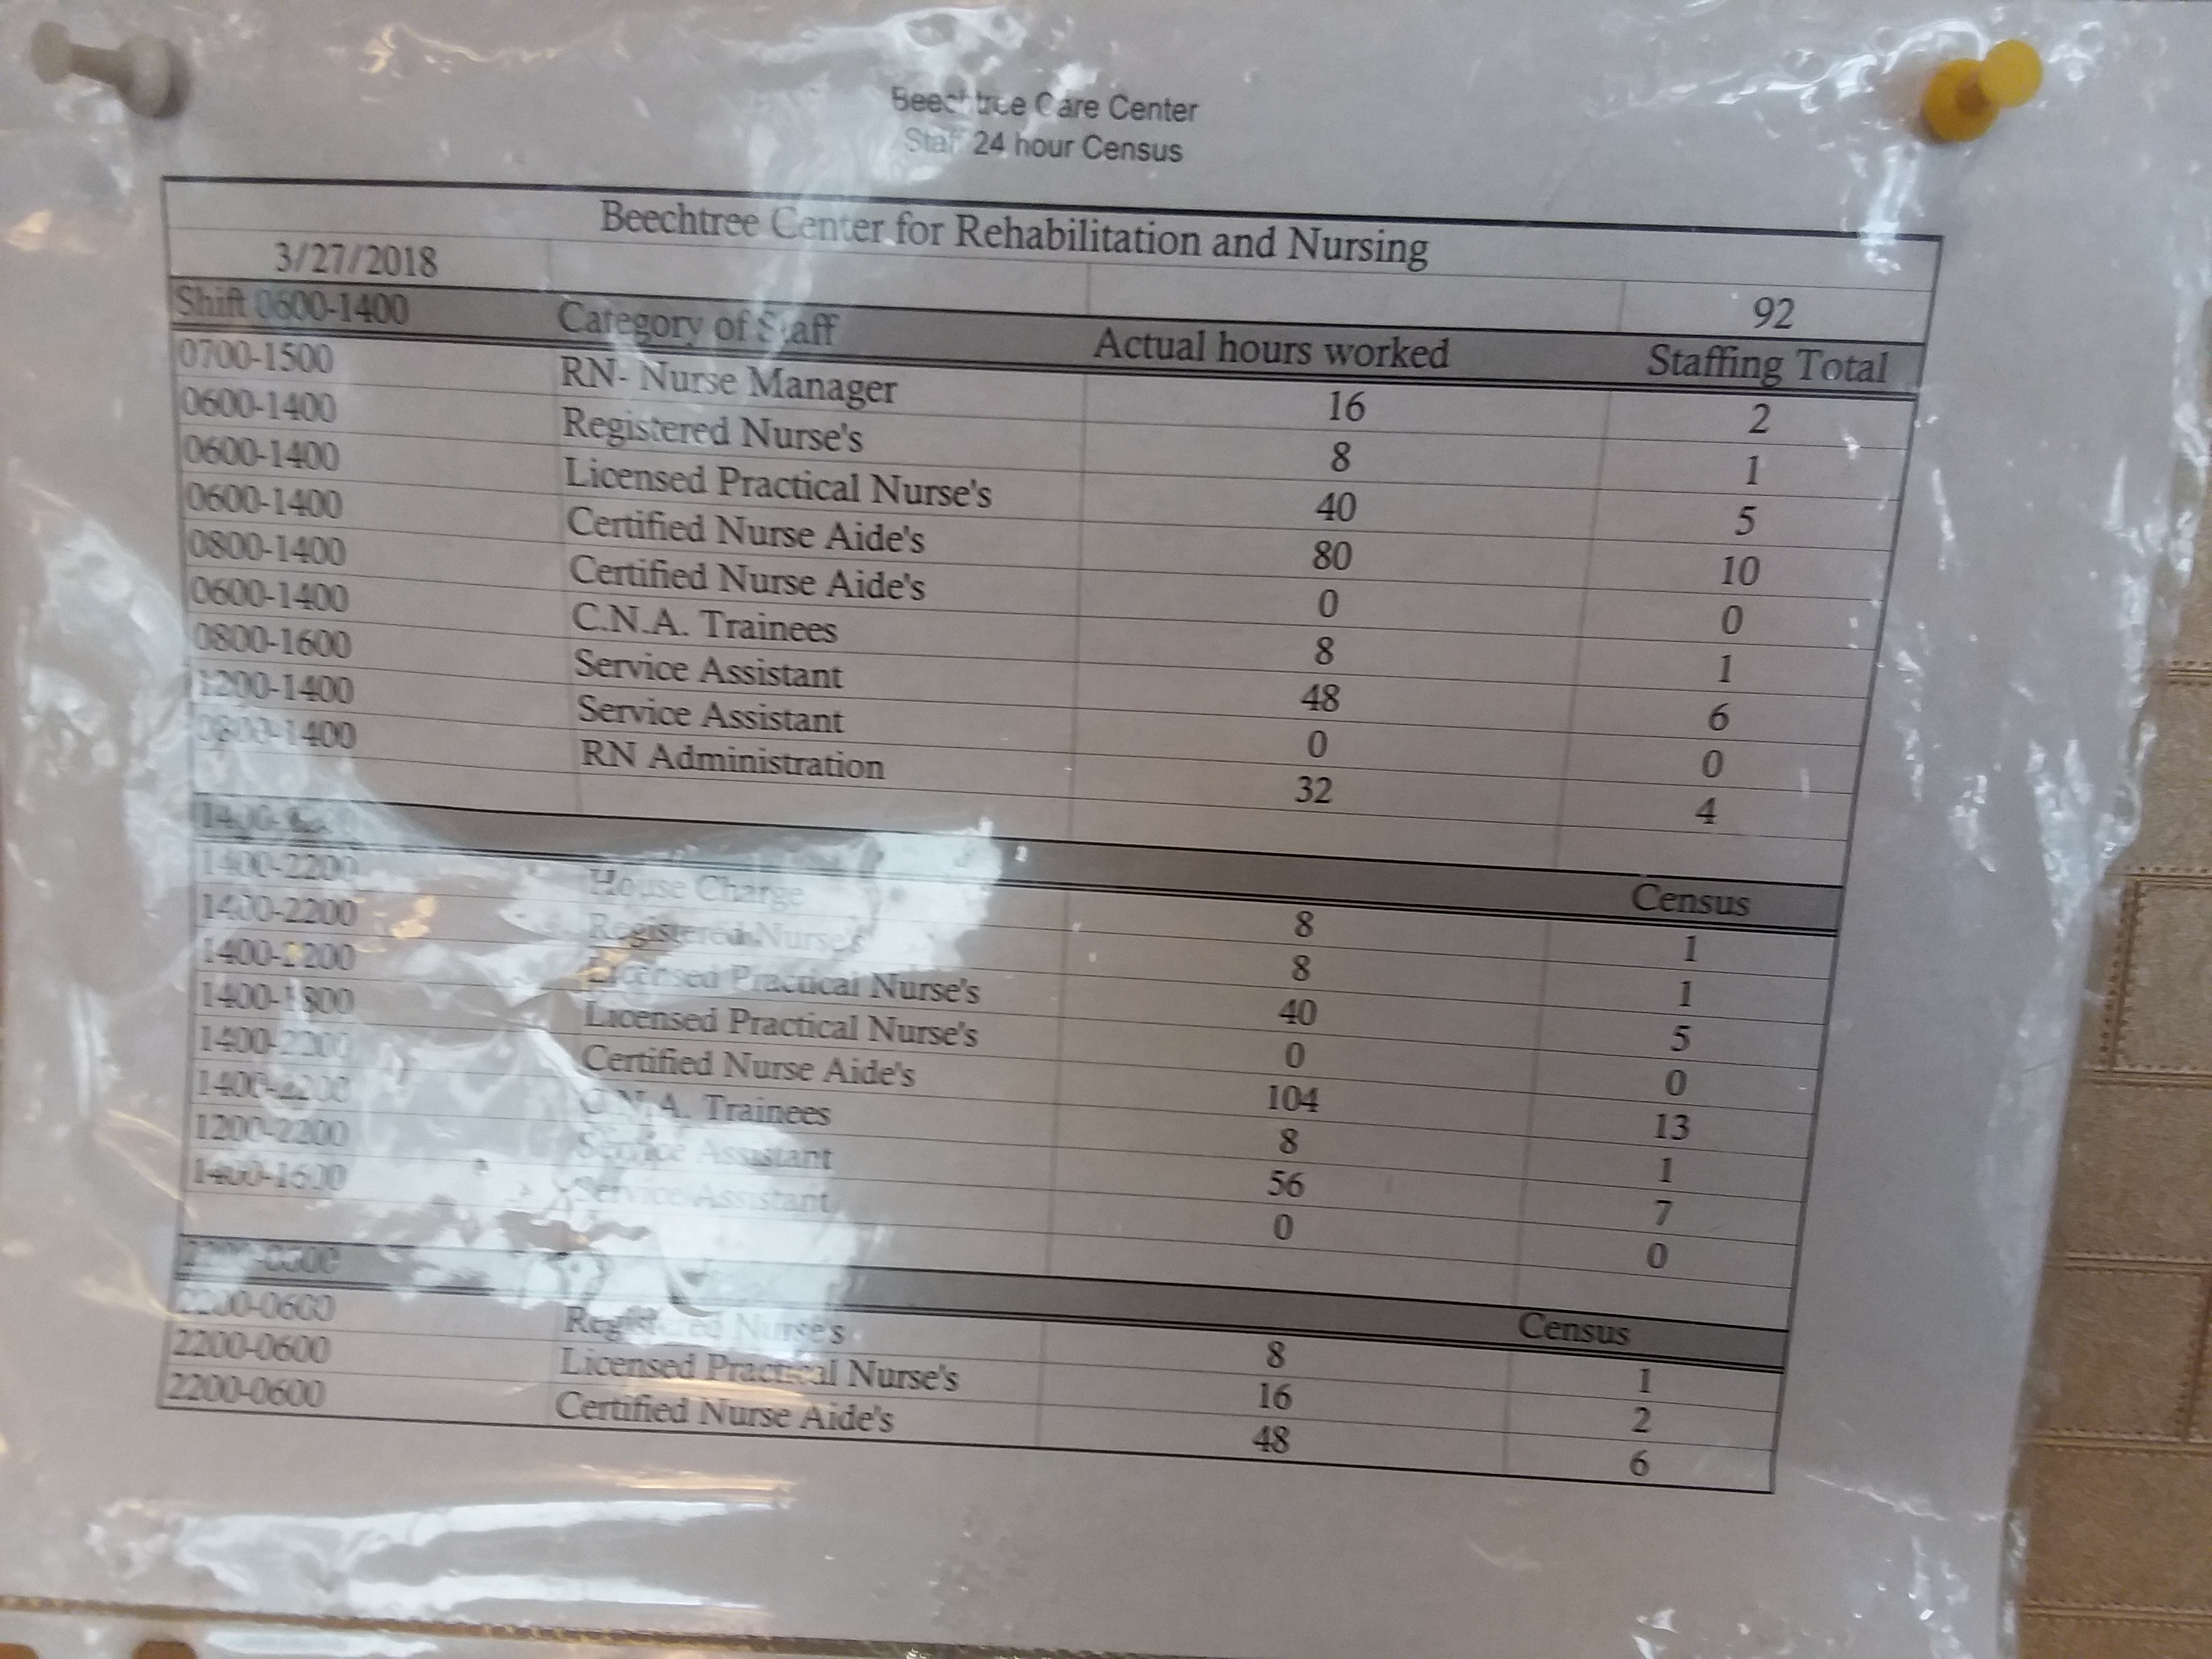 Beechtree Care Center
Staff 24 hour Census
Beechtree Center for Rehabilitation and Nursing
3/27/2018 92
Shift 0600-1400 Category of Staff Actual hours worked Staffing Total
0700-1500 RN- Nurse Manager 16 2
0600-1400 Registered Nurse's 8 1
0600-1400 Licensed Practical Nurse's 40 5
0600-1400 Certified Nurse Aide's 80 10
0800-1400 Certified Nurse Aide's 0 0
0600-1400 C.N.A. Trainees 8 1
0800-1600 Service Assistant 48 6
1200-1400 Service Assistant 0 0
0800-1400 RN Administration 32 4
Census
1400-2200 House Charge 8 1
1400-2200 Registered Nurse's 8 1
1400-2200 Licensed Practical Nurse's 40 5
1400-1800 Licensed Practical Nurse's 0 0
1400-2200 Certified Nurse Aide's 104 13
1400-2200 C.N.A. Trainees 8 1
1200-2200 Service Assistant 56 7
1400-1600 Service Assistant 0 0
Census
2200-0600 Registered Nurse's 8 1
2200-0600 Licensed Practical Nurse's 16 2
2200-0600 Certified Nurse Aide's 48 6